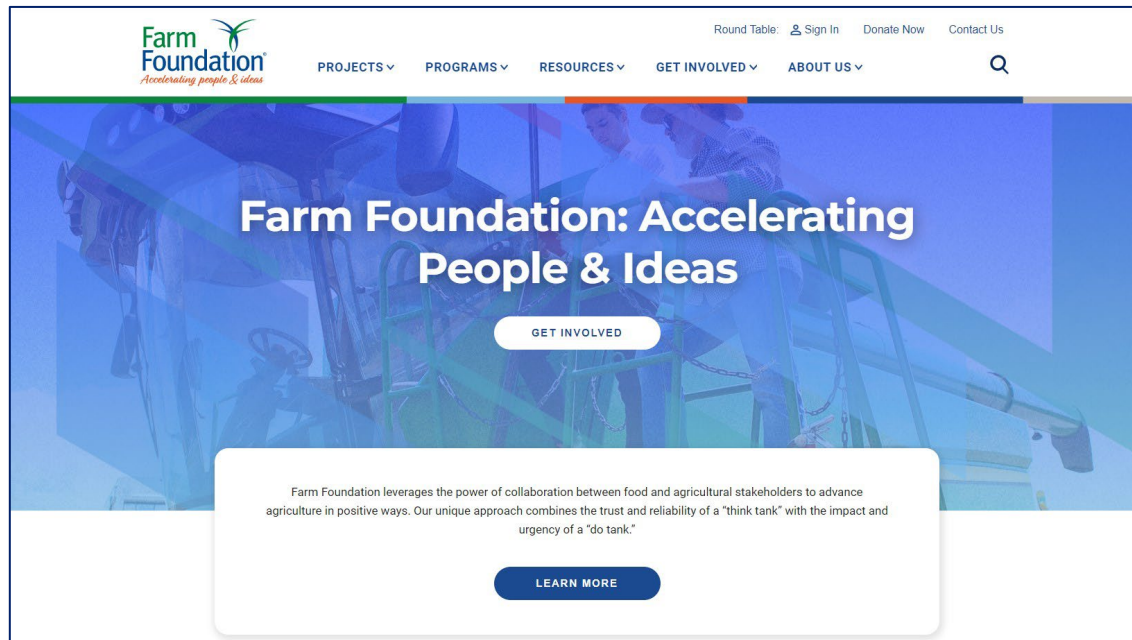 Farm
Foundation®
Accelerating people & ideas
Round Table: Sign In Donate Now Contact Us
PROJECTS PROGRAMS RESOURCES GET INVOLVED ABOUT US
Farm Foundation: Accelerating
People & Ideas
GET INVOLVED
Farm Foundation leverages the power of collaboration between food and agricultural stakeholders to advance
agriculture in positive ways. Our unique approach combines the trust and reliability of a “think tank” with the impact and
urgency of a “do tank.”
LEARN MORE